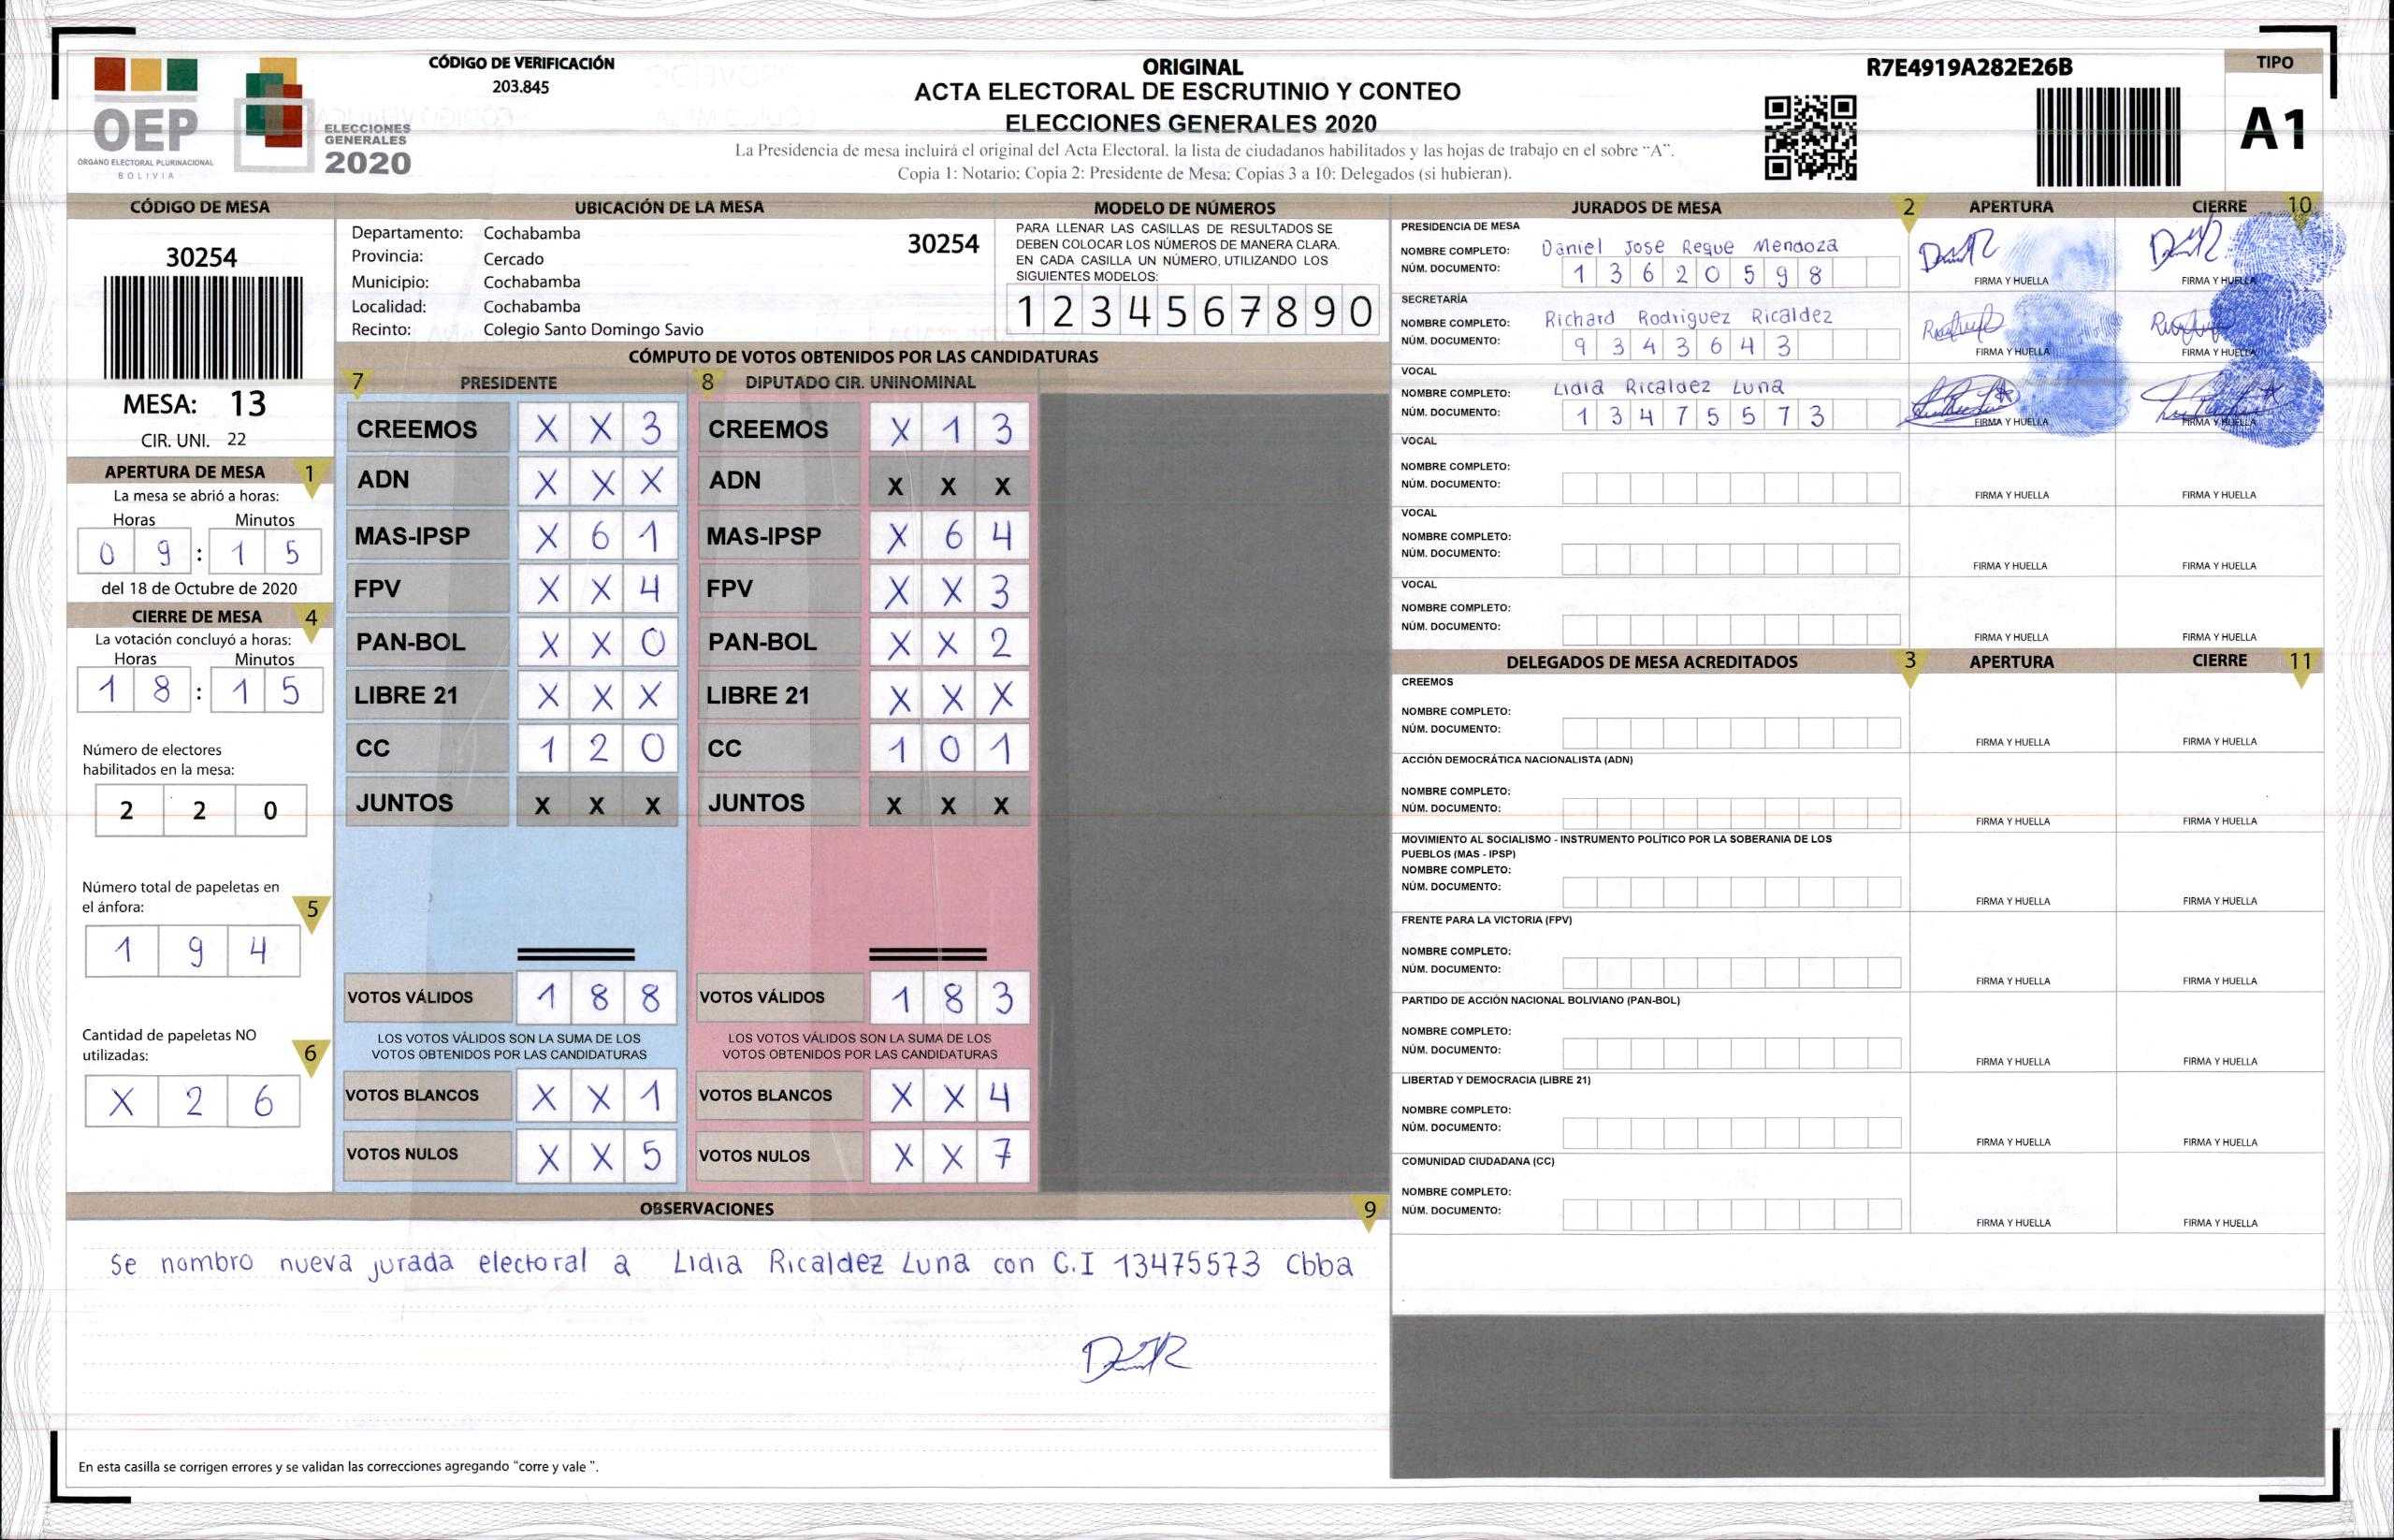 OEP
ÓRGANO ELECTORAL PLURINACIONAL
BOLIVIA
ELECCIONES
GENERALES
2020
CÓDIGO DE VERIFICACIÓN
203.845
ORIGINAL
ACTA ELECTORAL DE ESCRUTINIO Y CONTEO
ELECCIONES GENERALES 2020
La Presidencia de mesa incluirá el original del Acta Electoral, la lista de ciudadanos habilitados y las hojas de trabajo en el sobre “A”.
Copia 1: Notario; Copia 2: Presidente de Mesa; Copias 3 a 10: Delegados (si hubieran).
R7E4919A282E26B
TIPO
A1
CÓDIGO DE MESA
30254
MESA: 13
CIR. UNI. 22
APERTURA DE MESA 1
La mesa se abrió a horas:
Horas Minutos
0 9 : 1 5
del 18 de Octubre de 2020
CIERRE DE MESA 4
La votación concluyó a horas:
Horas Minutos
1 8 : 1 5
Número de electores
habilitados en la mesa:
2 2 0
Número total de papeletas en
el ánfora: 5
1 9 4
Cantidad de papeletas NO
utilizadas: 6
X 2 6
UBICACIÓN DE LA MESA
Departamento: Cochabamba
30254
Provincia: Cercado
Municipio: Cochabamba
Localidad: Cochabamba
Recinto: Colegio Santo Domingo Savio
MODELO DE NÚMEROS
PARA LLENAR LAS CASILLAS DE RESULTADOS SE
DEBEN COLOCAR LOS NÚMEROS DE MANERA CLARA.
EN CADA CASILLA UN NÚMERO, UTILIZANDO LOS
SIGUIENTES MODELOS:
1 2 3 4 5 6 7 8 9 0
CÓMPUTO DE VOTOS OBTENIDOS POR LAS CANDIDATURAS
7 PRESIDENTE
CREEMOS X X 3
ADN X X X
MAS-IPSP X 6 1
FPV X X 4
PAN-BOL X X 0
LIBRE 21 X X X
CC 1 2 0
JUNTOS X X X
VOTOS VÁLIDOS 1 8 8
LOS VOTOS VÁLIDOS SON LA SUMA DE LOS
VOTOS OBTENIDOS POR LAS CANDIDATURAS
VOTOS BLANCOS X X 1
VOTOS NULOS X X 5
8 DIPUTADO CIR. UNINOMINAL
CREEMOS X 1 3
ADN X X X
MAS-IPSP X 6 4
FPV X X 3
PAN-BOL X X 2
LIBRE 21 X X X
CC 1 0 1
JUNTOS X X X
VOTOS VÁLIDOS 1 8 3
LOS VOTOS VÁLIDOS SON LA SUMA DE LOS
VOTOS OBTENIDOS POR LAS CANDIDATURAS
VOTOS BLANCOS X X 4
VOTOS NULOS X X 7
OBSERVACIONES 9
Se nombro nueva jurada electoral a Lidia Ricaldez Luna con C.I 13475573 Cbba
En esta casilla se corrigen errores y se validan las correcciones agregando “corre y vale ”.
JURADOS DE MESA 2 APERTURA CIERRE 10
PRESIDENCIA DE MESA
NOMBRE COMPLETO: Daniel Jose Reque Mendoza
NÚM. DOCUMENTO: 1 3 6 2 0 5 9 8
FIRMA Y HUELLA FIRMA Y HUELLA
SECRETARÍA
NOMBRE COMPLETO: Richard Rodriguez Ricaldez
NÚM. DOCUMENTO: 9 3 4 3 6 4 3
FIRMA Y HUELLA FIRMA Y HUELLA
VOCAL
NOMBRE COMPLETO: Lidia Ricaldez Luna
NÚM. DOCUMENTO: 1 3 4 7 5 5 7 3
FIRMA Y HUELLA FIRMA Y HUELLA
VOCAL
NOMBRE COMPLETO:
NÚM. DOCUMENTO:
FIRMA Y HUELLA FIRMA Y HUELLA
VOCAL
NOMBRE COMPLETO:
NÚM. DOCUMENTO:
FIRMA Y HUELLA FIRMA Y HUELLA
VOCAL
NOMBRE COMPLETO:
NÚM. DOCUMENTO:
FIRMA Y HUELLA FIRMA Y HUELLA
DELEGADOS DE MESA ACREDITADOS 3 APERTURA CIERRE 11
CREEMOS
NOMBRE COMPLETO:
NÚM. DOCUMENTO:
FIRMA Y HUELLA FIRMA Y HUELLA
ACCIÓN DEMOCRÁTICA NACIONALISTA (ADN)
NOMBRE COMPLETO:
NÚM. DOCUMENTO:
FIRMA Y HUELLA FIRMA Y HUELLA
MOVIMIENTO AL SOCIALISMO - INSTRUMENTO POLÍTICO POR LA SOBERANIA DE LOS
PUEBLOS (MAS - IPSP)
NOMBRE COMPLETO:
NÚM. DOCUMENTO:
FIRMA Y HUELLA FIRMA Y HUELLA
FRENTE PARA LA VICTORIA (FPV)
NOMBRE COMPLETO:
NÚM. DOCUMENTO:
FIRMA Y HUELLA FIRMA Y HUELLA
PARTIDO DE ACCIÓN NACIONAL BOLIVIANO (PAN-BOL)
NOMBRE COMPLETO:
NÚM. DOCUMENTO:
FIRMA Y HUELLA FIRMA Y HUELLA
LIBERTAD Y DEMOCRACIA (LIBRE 21)
NOMBRE COMPLETO:
NÚM. DOCUMENTO:
FIRMA Y HUELLA FIRMA Y HUELLA
COMUNIDAD CIUDADANA (CC)
NOMBRE COMPLETO:
NÚM. DOCUMENTO:
FIRMA Y HUELLA FIRMA Y HUELLA